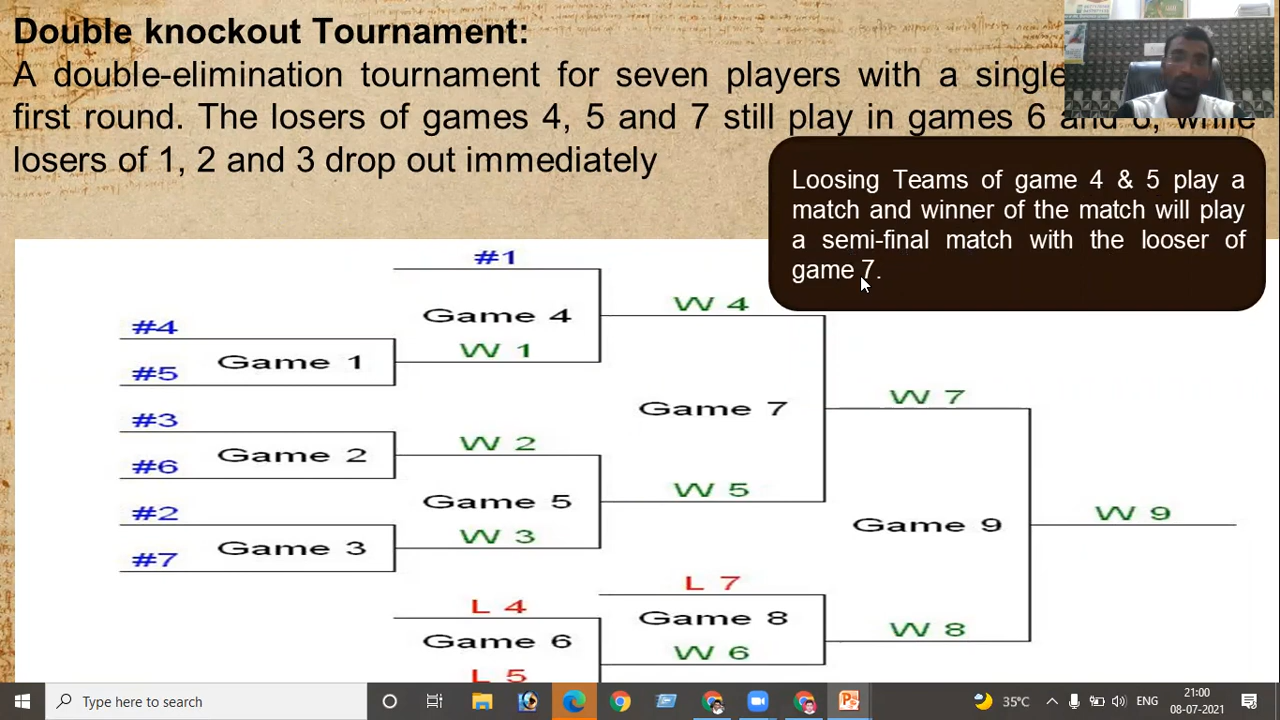 Double knockout Tournament:
A double-elimination tournament for seven players with a single
first round. The losers of games 4, 5 and 7 still play in games 6 and 8, while
losers of 1, 2 and 3 drop out immediately
Loosing Teams of game 4 & 5 play a
match and winner of the match will play
a semi-final match with the looser of
game 7.
#1
Game 4
W 4
#4
Game 1
W 1
#5
W 7
#3
Game 7
W 2
Game 2
#6
W 5
Game 5
#2
W 9
Game 9
W 3
Game 3
#7
L 7
L 4
Game 8
W 8
Game 6
W 6
L 5
Type here to search
35°C
ENG
21:00
08-07-2021